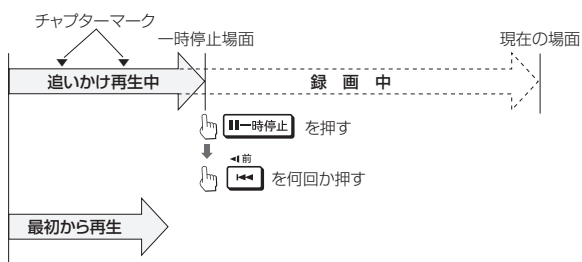 チャプターマーク
一時停止場面
現在の場面
追いかけ再生中
録画中
一時停止 を押す
前
を何回か押す
最初から再生